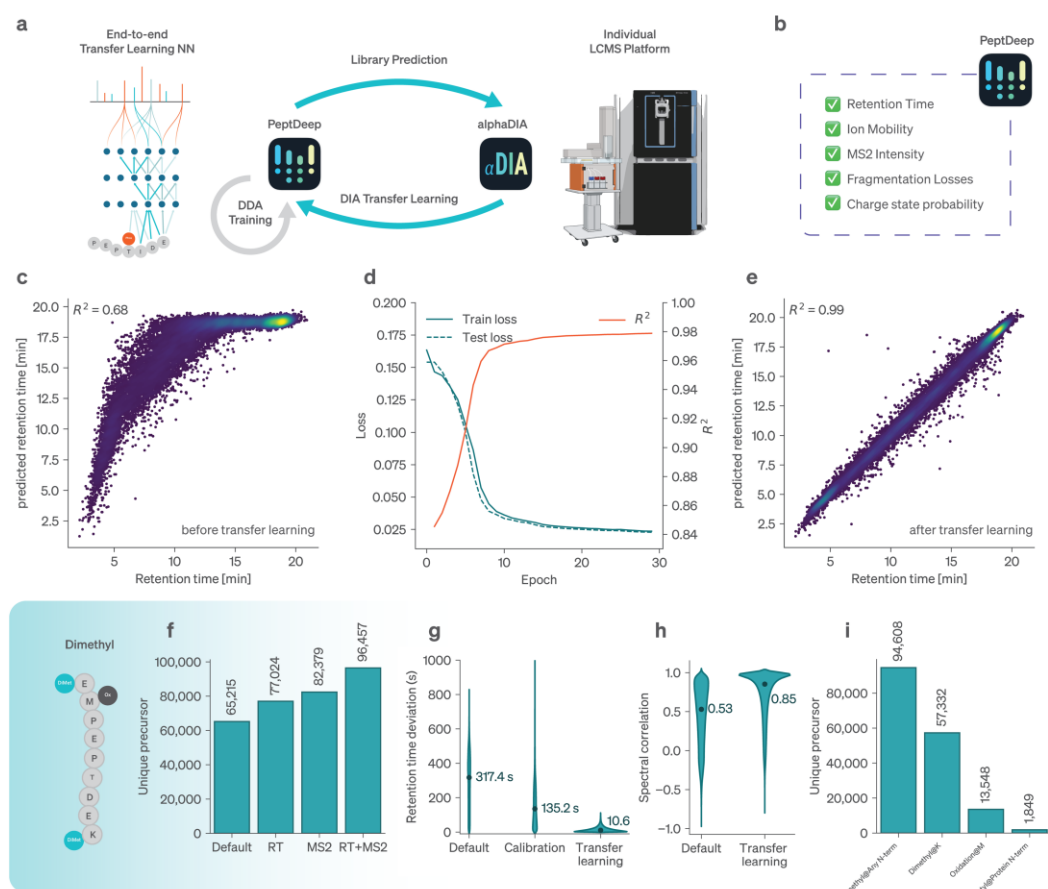 a
End-to-end
Transfer Learning NN
P E P T I D E
Library Prediction
PeptDeep
alphaDIA
αDIA
DDA
Training
DIA Transfer Learning
Individual
LCMS Platform
b
PeptDeep
Retention Time
Ion Mobility
MS2 Intensity
Fragmentation Losses
Charge state probability
c
R² = 0.68
predicted retention time [min]
20.0
17.5
15.0
12.5
10.0
7.5
5.0
2.5
before transfer learning
5 10 15 20
Retention time [min]
d
Loss
0.200
0.175
0.150
0.125
0.100
0.075
0.050
0.025
Train loss
Test loss
R²
1.00
0.98
0.96
0.94
0.92
0.90
0.88
0.86
0.84
R²
0 10 20 30
Epoch
e
R² = 0.99
predicted retention time [min]
20.0
17.5
15.0
12.5
10.0
7.5
5.0
2.5
after transfer learning
5 10 15 20
Retention time [min]
Dimethyl
DiMet
E
Ox
M
P
E
P
T
D
E
DiMet
K
f
Unique precursor
100,000
80,000
60,000
40,000
20,000
0
65,215
77,024
82,379
96,457
Default RT MS2 RT+MS2
g
Retention time deviation (s)
1000
800
600
400
200
0
317.4 s
135.2 s
10.6
Default Calibration Transfer
learning
h
Spectral correlation
1.0
0.5
0.0
−0.5
−1.0
0.53
0.85
Default Transfer
learning
i
Unique precursor
80,000
60,000
40,000
20,000
0
94,608
57,332
13,548
1,849
methyl@Any N-term
Dimethyl@K
Oxidation@M
yl@Protein N-term